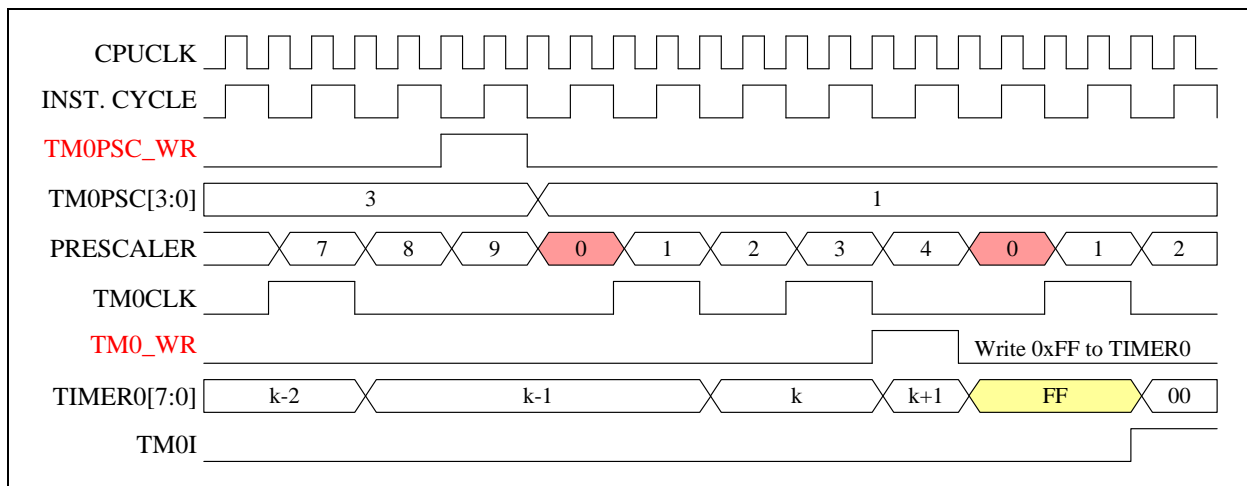 CPUCLK
INST. CYCLE
TM0PSC_WR
TM0PSC[3:0] 3 1
PRESCALER 7 8 9 0 1 2 3 4 0 1 2
TM0CLK
TM0_WR Write 0xFF to TIMER0
TIMER0[7:0] k-2 k-1 k k+1 FF 00
TM0I